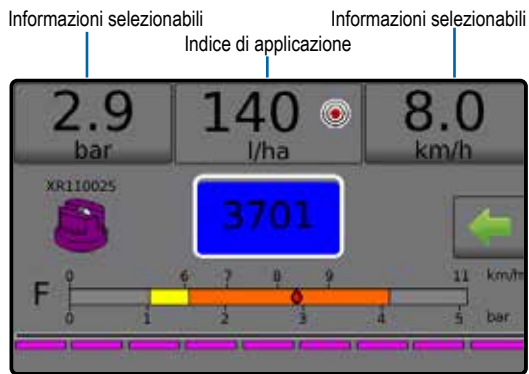 Informazioni selezionabili Informazioni selezionabili
Indice di applicazione
2.9 140 8.0
bar l/ha km/h
XR110025
3701
0 6 7 8 9 11 km/h
F
0 1 2 3 4 5 bar